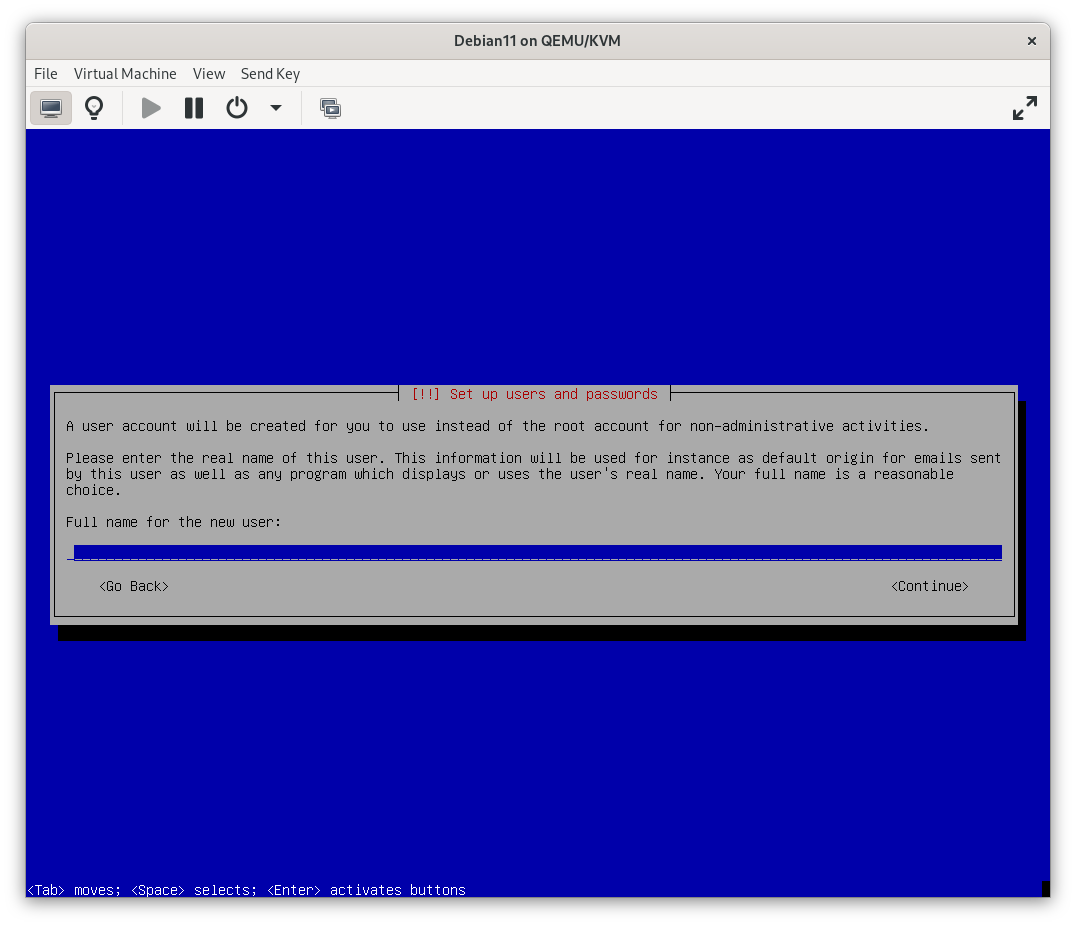 Debian11 on QEMU/KVM
File Virtual Machine View Send Key
[!!] Set up users and passwords
A user account will be created for you to use instead of the root account for non-administrative activities.
Please enter the real name of this user. This information will be used for instance as default origin for emails sent
by this user as well as any program which displays or uses the user's real name. Your full name is a reasonable
choice.
Full name for the new user:
<Go Back> <Continue>
<Tab> moves; <Space> selects; <Enter> activates buttons